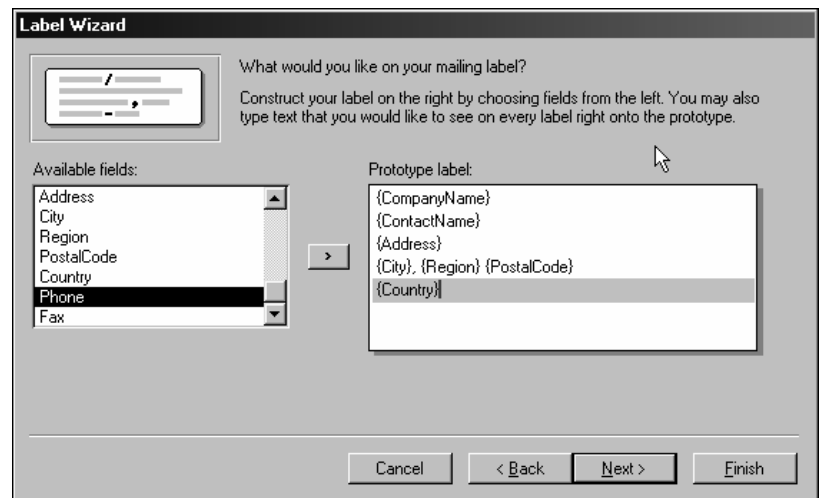 Label Wizard
What would you like on your mailing label?
Construct your label on the right by choosing fields from the left. You may also
type text that you would like to see on every label right onto the prototype.
Available fields:
Address
City
Region
PostalCode
Country
Phone
Fax
>
Prototype label:
{CompanyName}
{ContactName}
{Address}
{City}, {Region} {PostalCode}
{Country}
Cancel
< Back
Next >
Finish